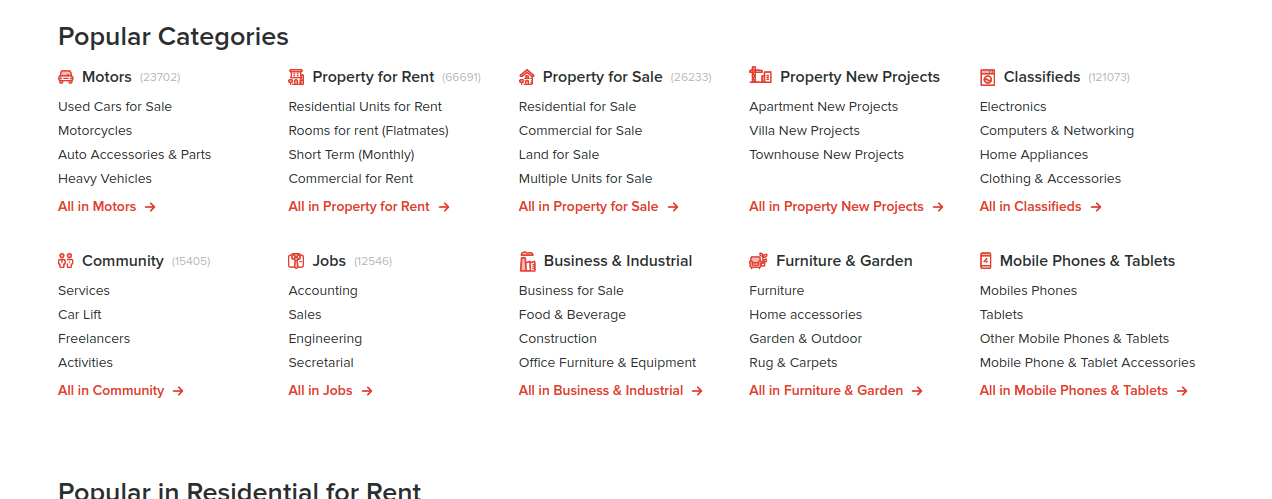 Popular Categories
Motors (23702)
Used Cars for Sale
Motorcycles
Auto Accessories & Parts
Heavy Vehicles
All in Motors
Property for Rent (66691)
Residential Units for Rent
Rooms for rent (Flatmates)
Short Term (Monthly)
Commercial for Rent
All in Property for Rent
Property for Sale (26233)
Residential for Sale
Commercial for Sale
Land for Sale
Multiple Units for Sale
All in Property for Sale
Property New Projects
Apartment New Projects
Villa New Projects
Townhouse New Projects
All in Property New Projects
Classifieds (121073)
Electronics
Computers & Networking
Home Appliances
Clothing & Accessories
All in Classifieds
Community (15405)
Services
Car Lift
Freelancers
Activities
All in Community
Jobs (12546)
Accounting
Sales
Engineering
Secretarial
All in Jobs
Business & Industrial
Business for Sale
Food & Beverage
Construction
Office Furniture & Equipment
All in Business & Industrial
Furniture & Garden
Furniture
Home accessories
Garden & Outdoor
Rug & Carpets
All in Furniture & Garden
Mobile Phones & Tablets
Mobiles Phones
Tablets
Other Mobile Phones & Tablets
Mobile Phone & Tablet Accessories
All in Mobile Phones & Tablets
Popular in Residential for Rent